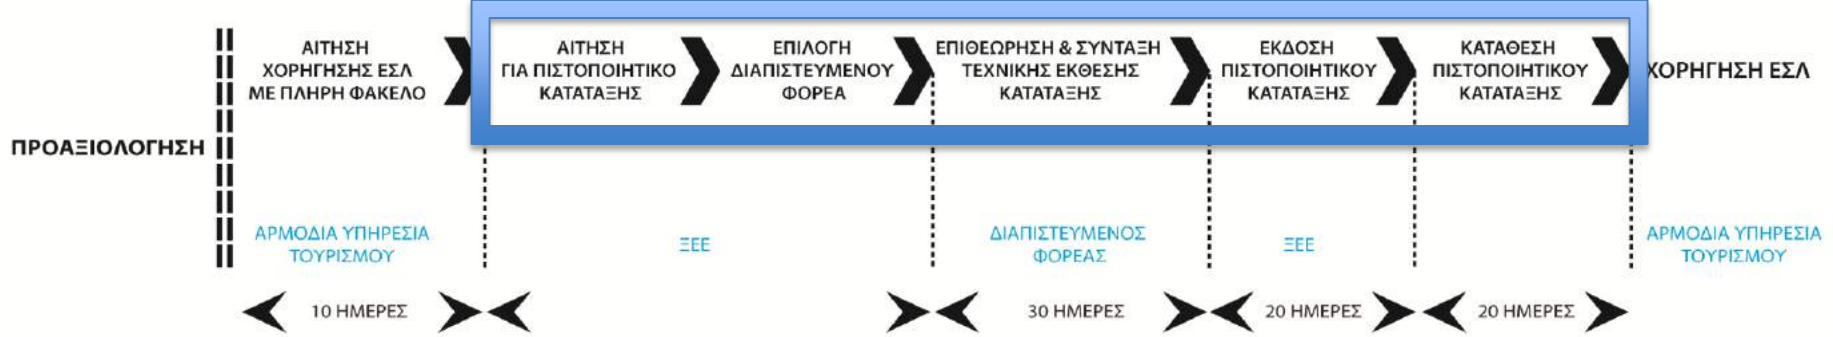 ΠΡΟΑΞΙΟΛΟΓΗΣΗ
ΑΙΤΗΣΗ
ΧΟΡΗΓΗΣΗΣ ΕΣΛ
ΜΕ ΠΛΗΡΗ ΦΑΚΕΛΟ
ΑΙΤΗΣΗ
ΓΙΑ ΠΙΣΤΟΠΟΙΗΤΙΚΟ
ΚΑΤΑΤΑΞΗΣ
ΕΠΙΛΟΓΗ
ΔΙΑΠΙΣΤΕΥΜΕΝΟΥ
ΦΟΡΕΑ
ΕΠΙΘΕΩΡΗΣΗ & ΣΥΝΤΑΞΗ
ΤΕΧΝΙΚΗΣ ΕΚΘΕΣΗΣ
ΚΑΤΑΤΑΞΗΣ
ΕΚΔΟΣΗ
ΠΙΣΤΟΠΟΙΗΤΙΚΟΥ
ΚΑΤΑΤΑΞΗΣ
ΚΑΤΑΘΕΣΗ
ΠΙΣΤΟΠΟΙΗΤΙΚΟΥ
ΚΑΤΑΤΑΞΗΣ
ΧΟΡΗΓΗΣΗ ΕΣΛ
ΑΡΜΟΔΙΑ ΥΠΗΡΕΣΙΑ
ΤΟΥΡΙΣΜΟΥ
ΞΕΕ
ΔΙΑΠΙΣΤΕΥΜΕΝΟΣ
ΦΟΡΕΑΣ
ΞΕΕ
ΑΡΜΟΔΙΑ ΥΠΗΡΕΣΙΑ
ΤΟΥΡΙΣΜΟΥ
10 ΗΜΕΡΕΣ
30 ΗΜΕΡΕΣ
20 ΗΜΕΡΕΣ
20 ΗΜΕΡΕΣ